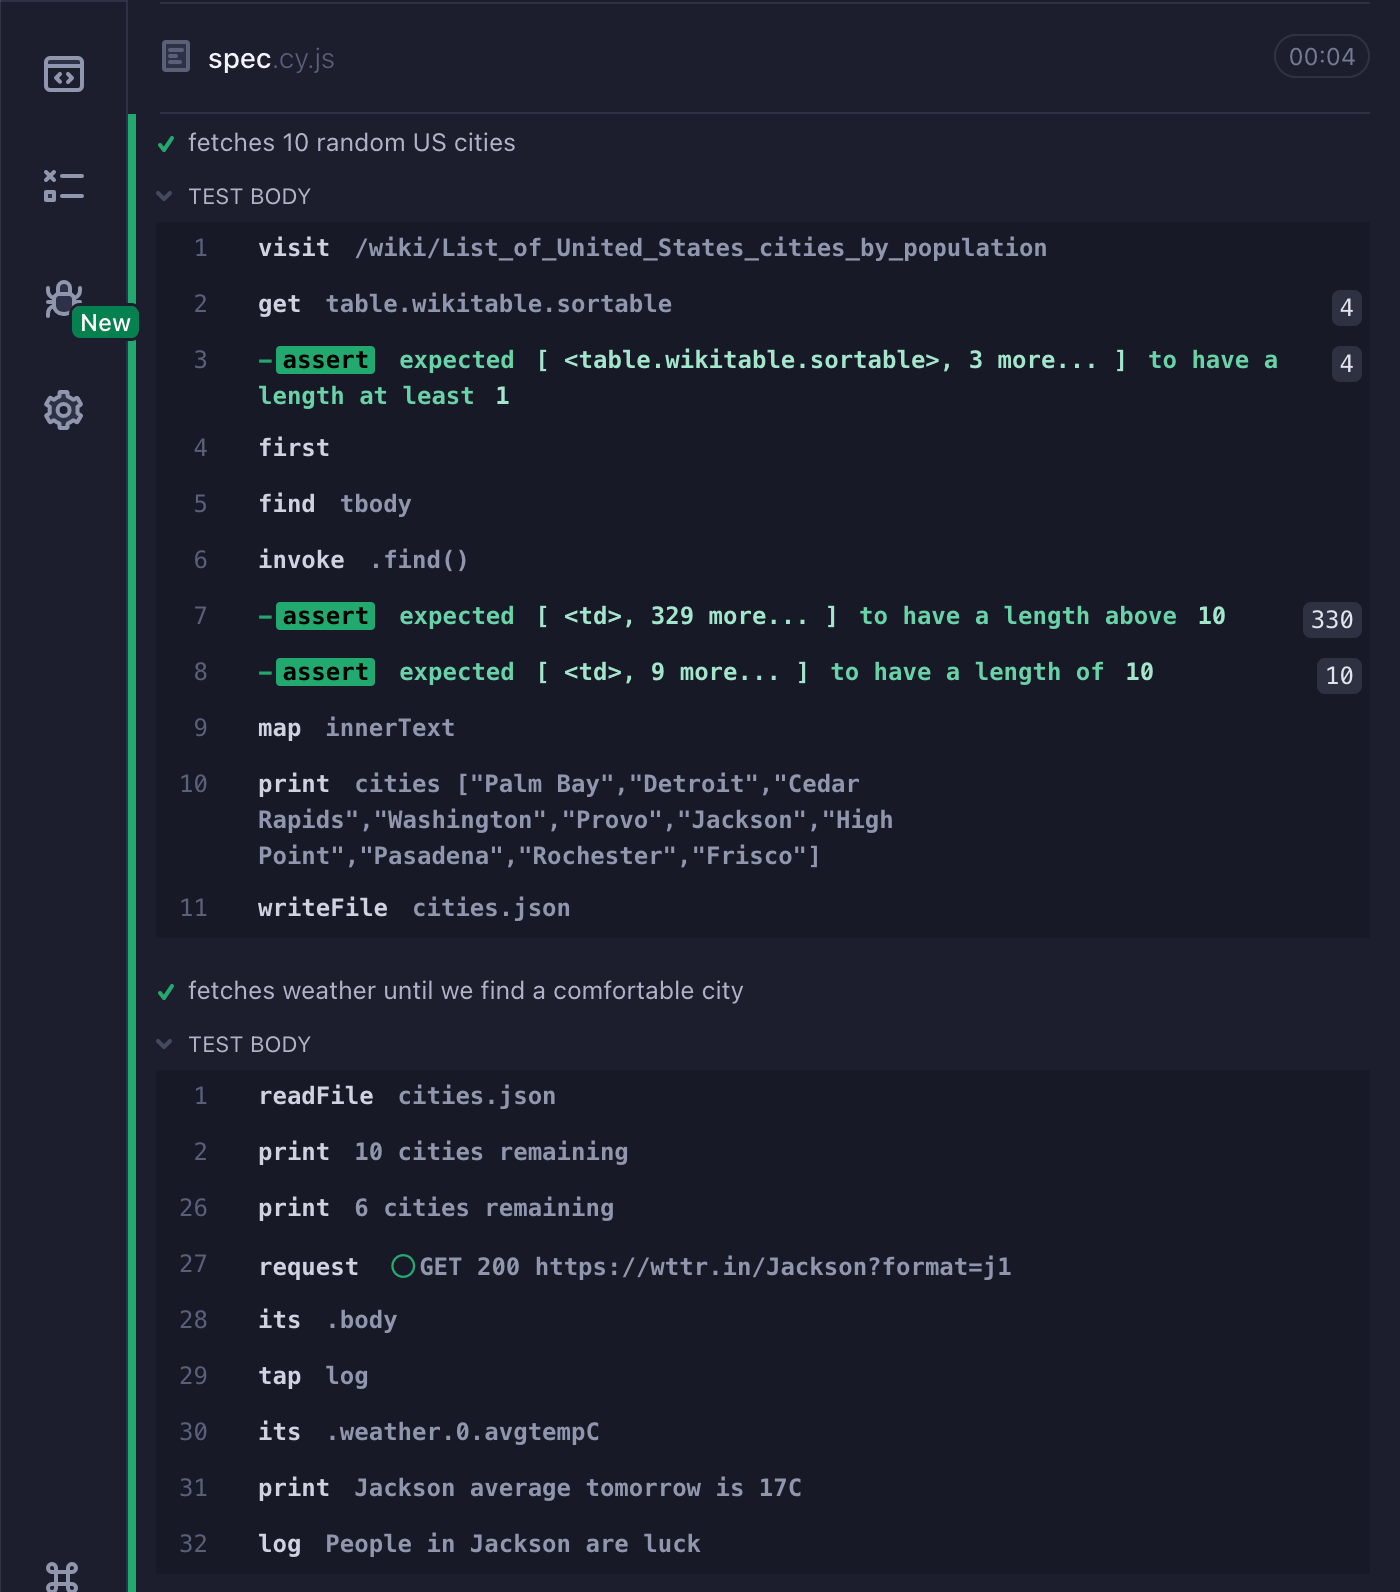 spec.cy.js
00:04
fetches 10 random US cities
TEST BODY
1 visit /wiki/List_of_United_States_cities_by_population
2 get table.wikitable.sortable 4
New
3 -assert expected [ <table.wikitable.sortable>, 3 more... ] to have a 4
length at least 1
4 first
5 find tbody
6 invoke .find()
7 -assert expected [ <td>, 329 more... ] to have a length above 10 330
8 -assert expected [ <td>, 9 more... ] to have a length of 10 10
9 map innerText
10 print cities ["Palm Bay","Detroit","Cedar
Rapids","Washington","Provo","Jackson","High
Point","Pasadena","Rochester","Frisco"]
11 writeFile cities.json
fetches weather until we find a comfortable city
TEST BODY
1 readFile cities.json
2 print 10 cities remaining
26 print 6 cities remaining
27 request GET 200 https://wttr.in/Jackson?format=j1
28 its .body
29 tap log
30 its .weather.0.avgtempC
31 print Jackson average tomorrow is 17C
32 log People in Jackson are luck